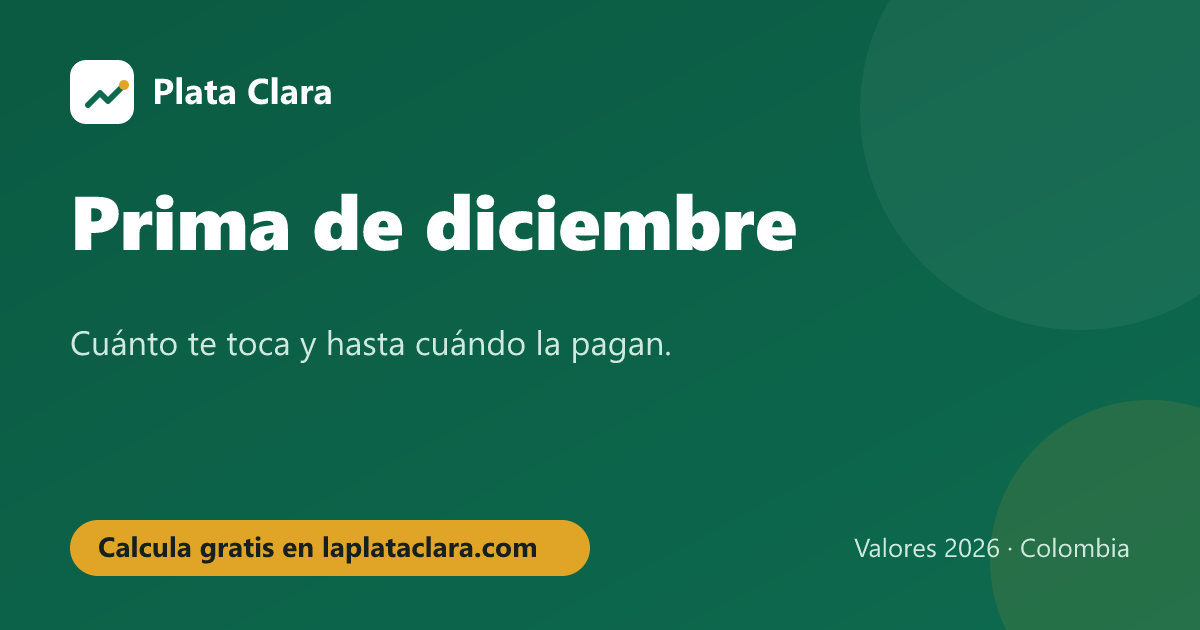 Plata Clara
Prima de diciembre
Cuánto te toca y hasta cuándo la pagan.
Calcula gratis en laplataclara.com
Valores 2026 · Colombia